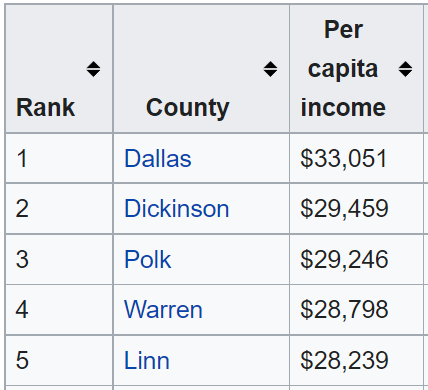 Rank County Per capita income
1 Dallas $33,051
2 Dickinson $29,459
3 Polk $29,246
4 Warren $28,798
5 Linn $28,239